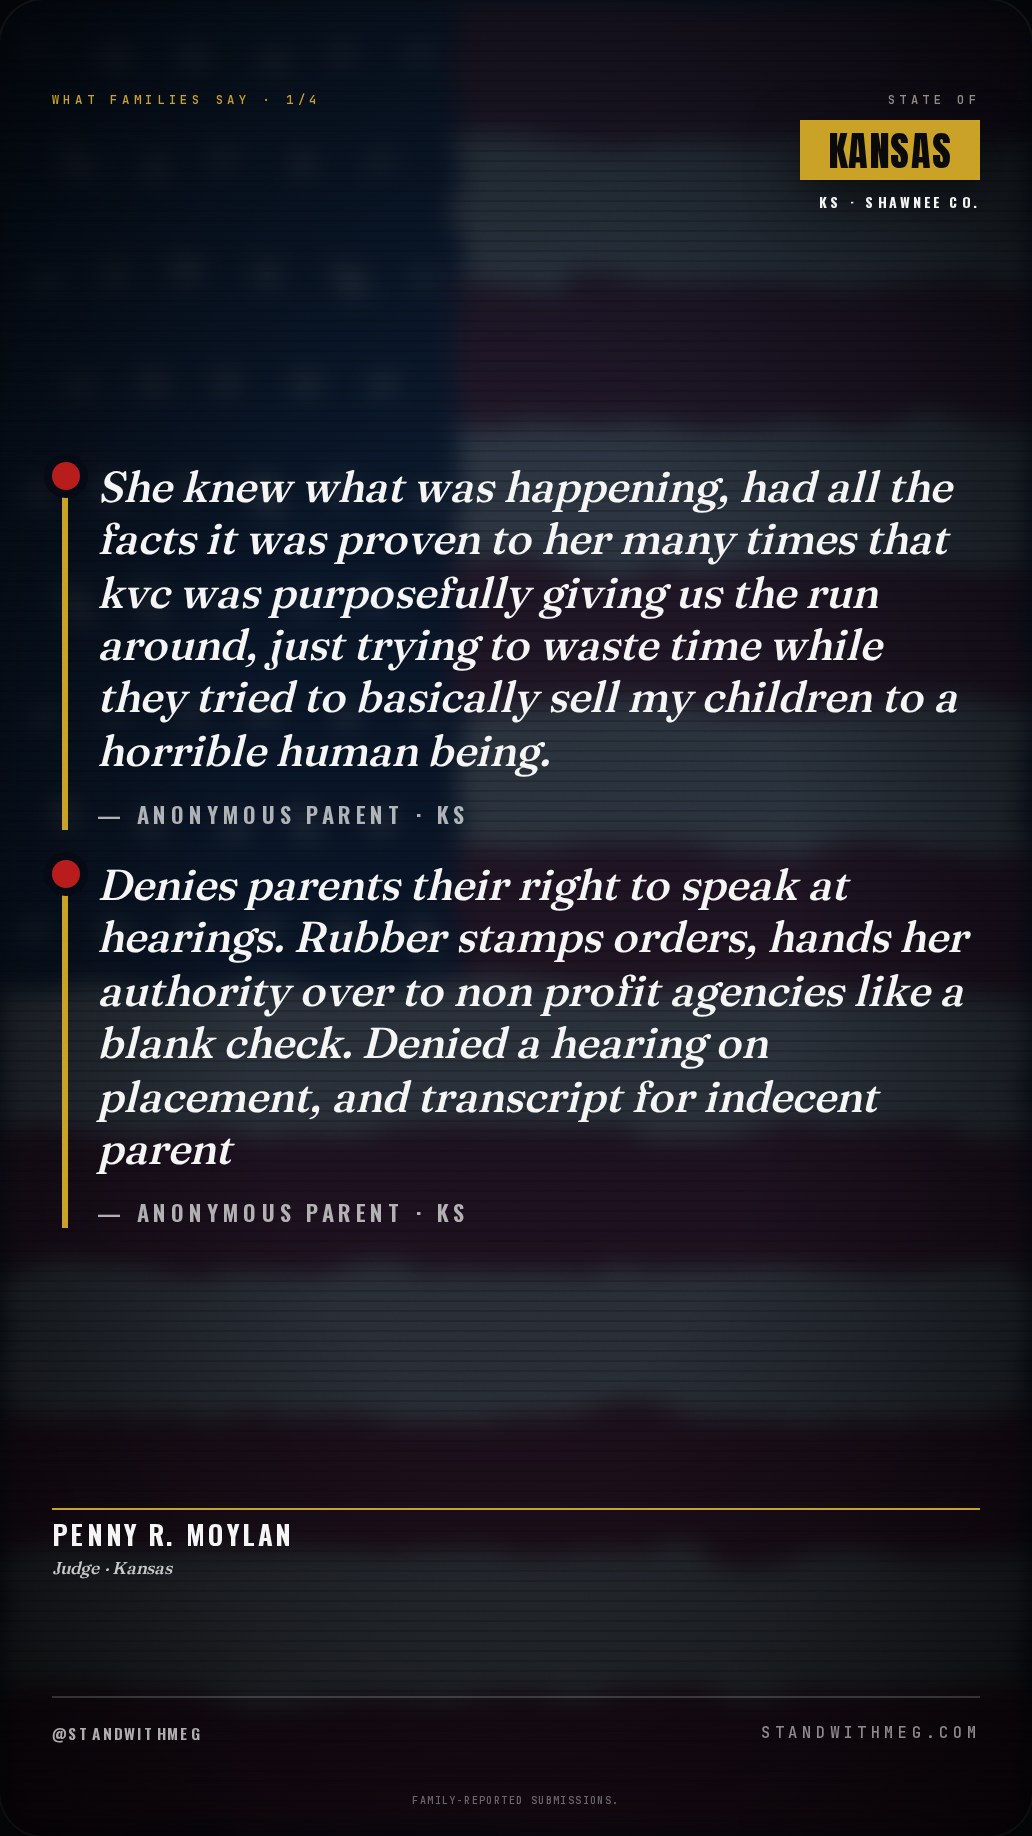 WHAT FAMILIES SAY · 1/4
STATE OF
KANSAS
KS · SHAWNEE CO.
She knew what was happening, had all the
facts it was proven to her many times that
kvc was purposefully giving us the run
around, just trying to waste time while
they tried to basically sell my children to a
horrible human being.
— ANONYMOUS PARENT · KS
Denies parents their right to speak at
hearings. Rubber stamps orders, hands her
authority over to non profit agencies like a
blank check. Denied a hearing on
placement, and transcript for indecent
parent
— ANONYMOUS PARENT · KS
PENNY R. MOYLAN
Judge · Kansas
@STANDWITHMEG
STANDWITHMEG.COM
FAMILY-REPORTED SUBMISSIONS.